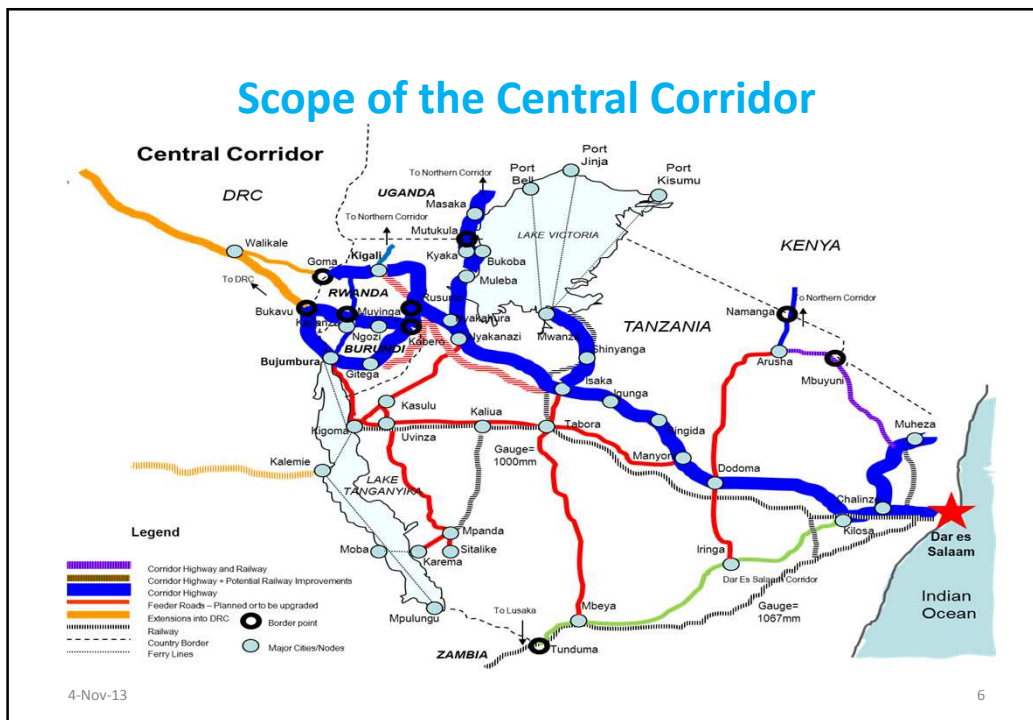 Scope of the Central Corridor
Central Corridor
DRC
To Northern Corridor
UGANDA
Port Bell
Port Jinja
Port Kisumu
Masaka
To Northern Corridor
Mutukula
LAKE VICTORIA
KENYA
Walikale
Kigali
Kyaka
Bukoba
Goma
Muleba
To DRC
RWANDA
Rusumo
To Northern Corridor
Bukavu
Muyinga
Nyakahura
TANZANIA
Namanga
Ngozi
Kobero
Nyakanazi
Mwanza
BURUNDI
Shinyanga
Arusha
Bujumbura
Gitega
Mbuyuni
Isaka
Igunga
Kasulu
Singida
Muheza
Kigoma
Uvinza
Kaliua
Tabora
Gauge=
1000mm
Manyoni
Dodoma
Kalemie
LAKE
TANGANYIKA
Chalinze
Kilosa
Dar es
Salaam
Legend
Mpanda
Moba
Karema
Sitalike
Iringa
Dar Es Salaam Corridor
Indian
Ocean
Corridor Highway and Railway
Corridor Highway + Potential Railway Improvements
Corridor Highway
Feeder Roads – Planned or to be upgraded
Extensions into DRC
Border point
Railway
Country Border
Ferry Lines
Major Cities/Nodes
Mpulungu
To Lusaka
Mbeya
Gauge=
1067mm
ZAMBIA
Tunduma
4-Nov-13
6